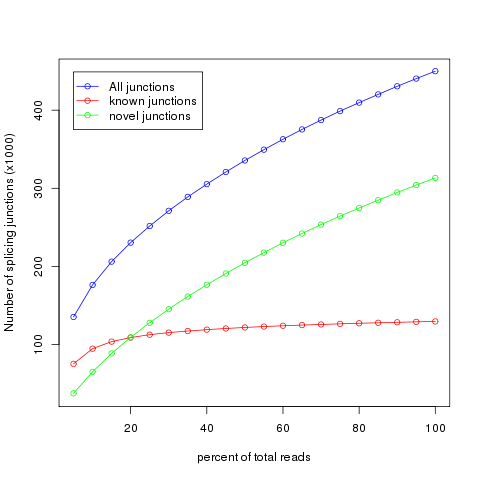 All junctions
known junctions
novel junctions
Number of splicing junctions (x1000)
400
300
200
100
20 40 60 80 100
percent of total reads